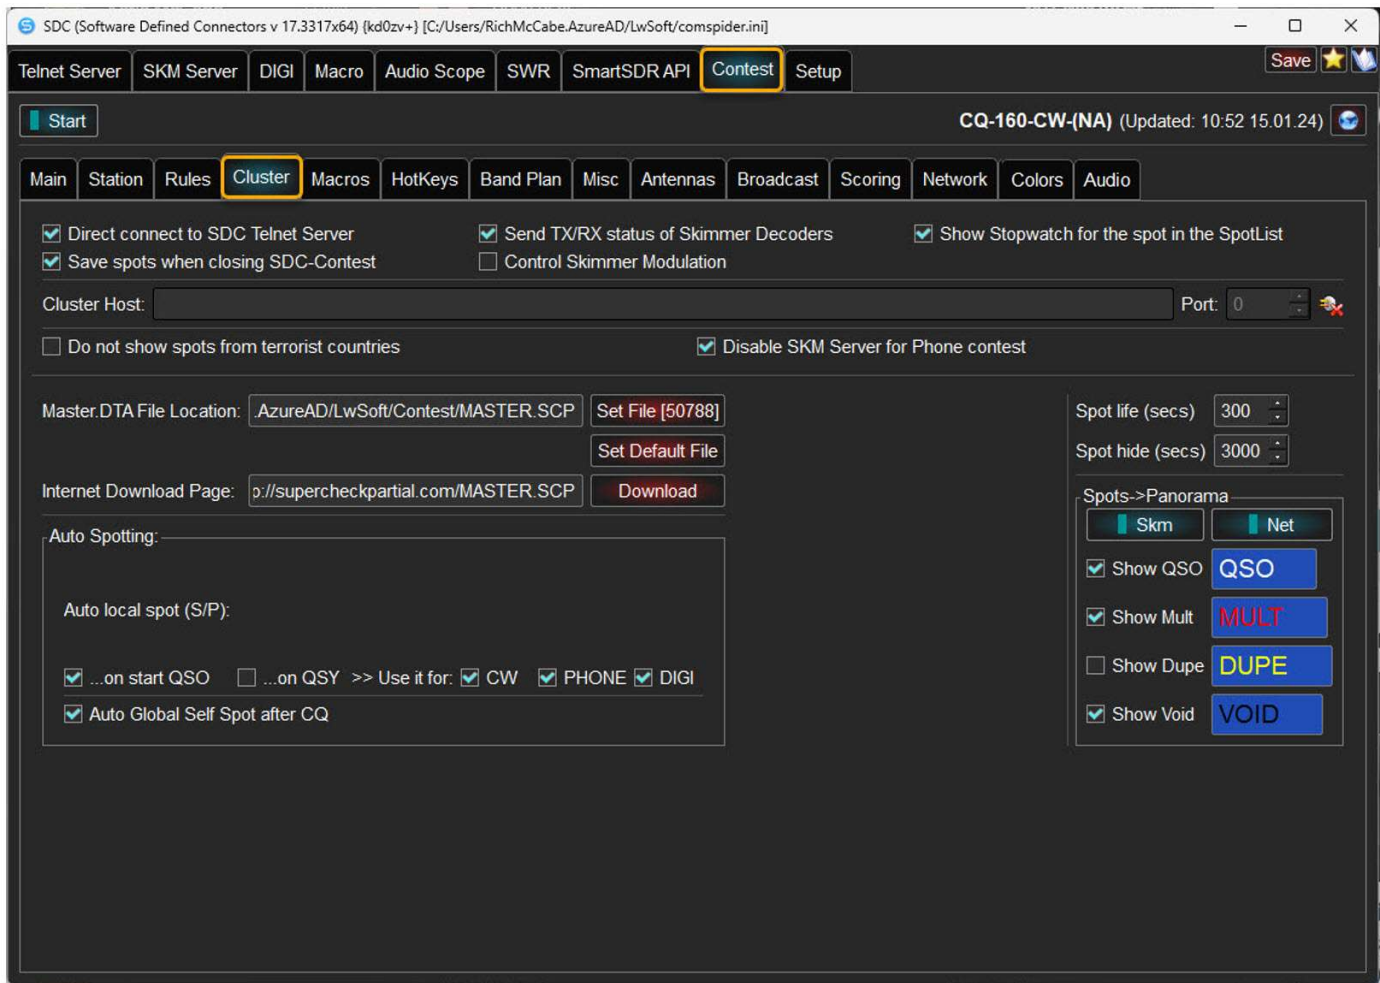 SDC (Software Defined Connectors v 17.3317x64) {kd0zv+} [C:/Users/RichMcCabe.AzureAD/LwSoft/comspider.ini]
Telnet Server SKM Server DIGI Macro Audio Scope SWR SmartSDR API Contest Setup Save
Start CQ-160-CW-(NA) (Updated: 10:52 15.01.24)
Main Station Rules Cluster Macros HotKeys Band Plan Misc Antennas Broadcast Scoring Network Colors Audio
Direct connect to SDC Telnet Server Send TX/RX status of Skimmer Decoders Show Stopwatch for the spot in the SpotList
Save spots when closing SDC-Contest Control Skimmer Modulation
Cluster Host: Port: 0
Do not show spots from terrorist countries Disable SKM Server for Phone contest
Master.DTA File Location: .AzureAD/LwSoft/Contest/MASTER.SCP Set File [50788] Spot life (secs) 300
Set Default File Spot hide (secs) 3000
Internet Download Page: p://supercheckpartial.com/MASTER.SCP Download Spots->Panorama
Skm Net
Auto Spotting:
Show QSO QSO
Auto local spot (S/P): Show Mult MULT
Show Dupe DUPE
...on start QSO ...on QSY >> Use it for: CW PHONE DIGI
Auto Global Self Spot after CQ Show Void VOID